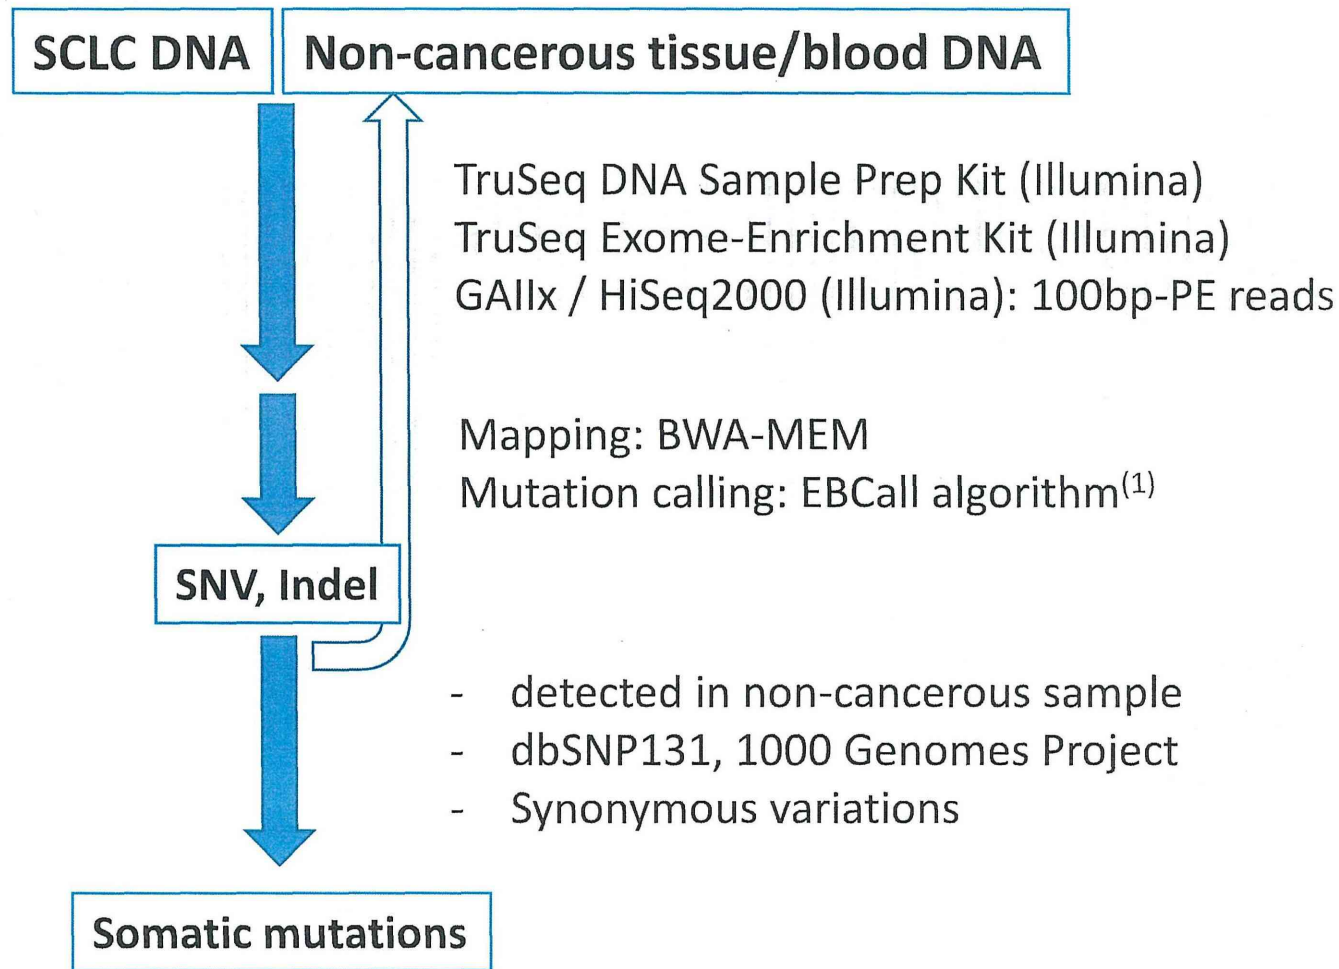 SCLC DNA
Non-cancerous tissue/blood DNA
TruSeq DNA Sample Prep Kit (Illumina)
TruSeq Exome-Enrichment Kit (Illumina)
GAIIx / HiSeq2000 (Illumina): 100bp-PE reads
Mapping: BWA-MEM
Mutation calling: EBCall algorithm(1)
SNV, Indel
- detected in non-cancerous sample
- dbSNP131, 1000 Genomes Project
- Synonymous variations
Somatic mutations